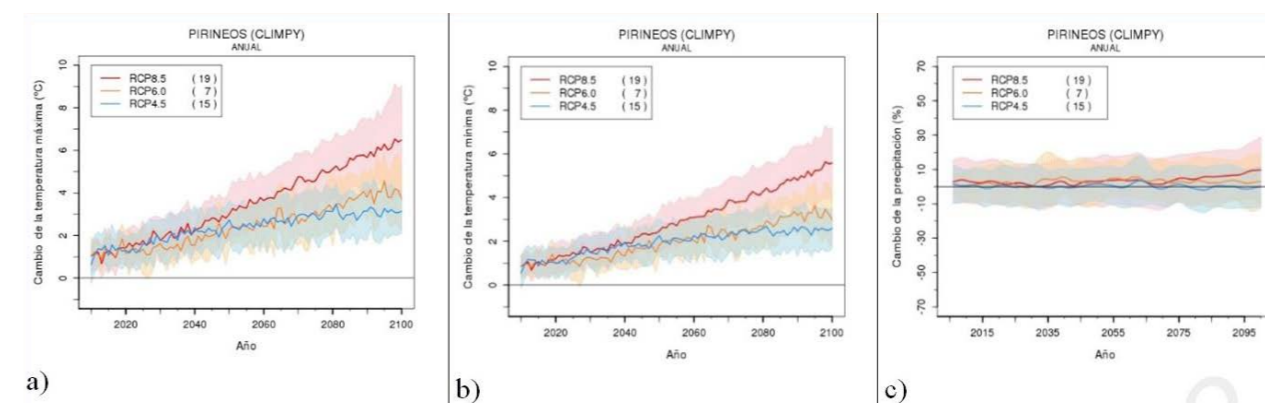 PIRINEOS (CLIMPY)
ANUAL
Cambio de la temperatura máxima (ºC)
10
8
6
4
2
0
RCP8.5 ( 19 )
RCP6.0 ( 7 )
RCP4.5 ( 15 )
2020 2040 2060 2080 2100
Año
a)
PIRINEOS (CLIMPY)
ANUAL
Cambio de la temperatura mínima (ºC)
10
8
6
4
2
0
RCP8.5 ( 19 )
RCP6.0 ( 7 )
RCP4.5 ( 15 )
2020 2040 2060 2080 2100
Año
b)
PIRINEOS (CLIMPY)
ANUAL
Cambio de la precipitación (%)
70
50
30
10
-10
-30
-50
-70
RCP8.5 ( 19 )
RCP6.0 ( 7 )
RCP4.5 ( 15 )
2015 2035 2055 2075 2095
Año
c)